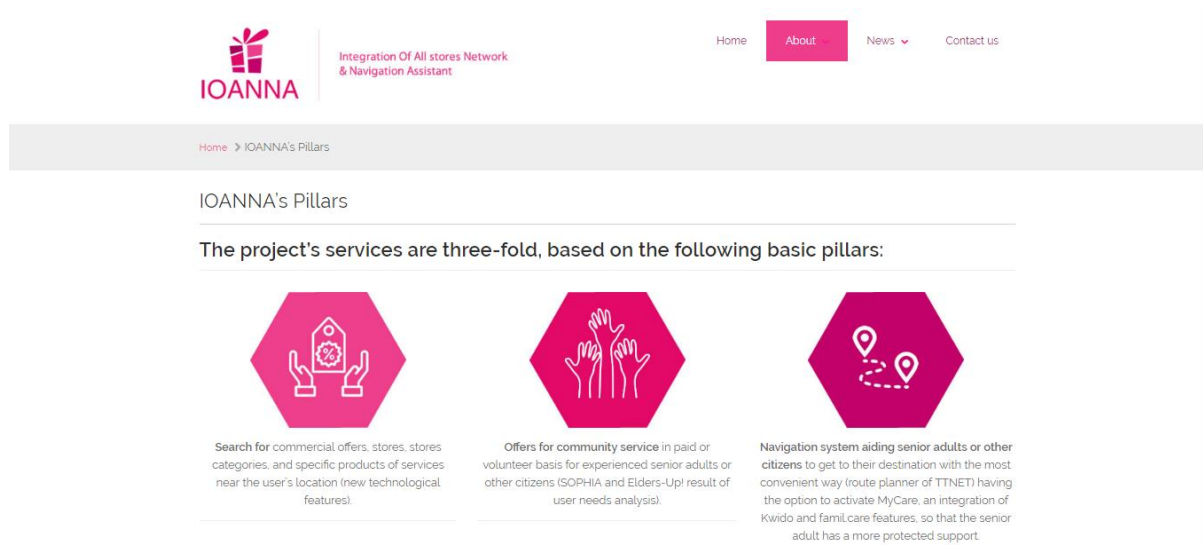 IOANNA
Integration Of All stores Network
& Navigation Assistant
Home
About
News
Contact us
Home > IOANNA's Pillars
IOANNA's Pillars
The project's services are three-fold, based on the following basic pillars:
%
Search for commercial offers, stores, stores
categories, and specific products of services
near the user's location (new technological
features).
Offers for community service in paid or
volunteer basis for experienced senior adults or
other citizens (SOPHIA and Elders-Up! result of
user needs analysis).
Navigation system aiding senior adults or other
citizens to get to their destination with the most
convenient way (route planner of TTNET) having
the option to activate MyCare, an integration of
Kwido and famil.care features, so that the senior
adult has a more protected support.